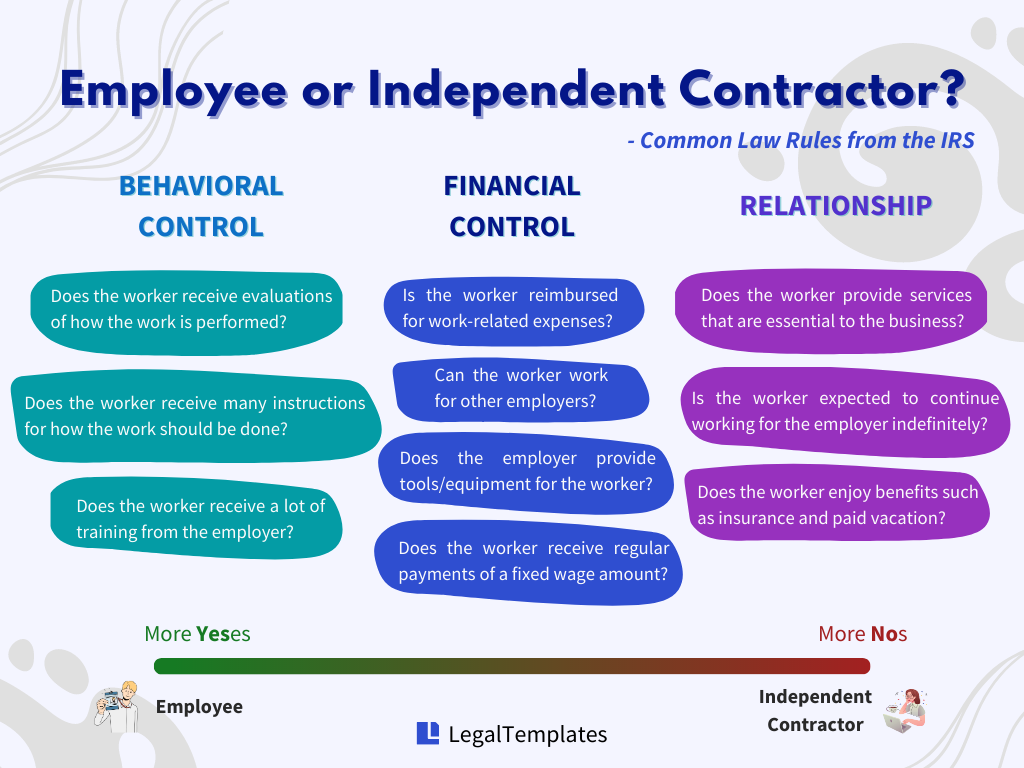 Employee or Independent Contractor?
- Common Law Rules from the IRS
BEHAVIORAL
CONTROL
Does the worker receive evaluations
of how the work is performed?
Does the worker receive many instructions
for how the work should be done?
Does the worker receive a lot of
training from the employer?
FINANCIAL
CONTROL
Is the worker reimbursed
for work-related expenses?
Can the worker work
for other employers?
Does the employer provide
tools/equipment for the worker?
Does the worker receive regular
payments of a fixed wage amount?
RELATIONSHIP
Does the worker provide services
that are essential to the business?
Is the worker expected to continue
working for the employer indefinitely?
Does the worker enjoy benefits such
as insurance and paid vacation?
More Yeses
More Nos
Employee
Independent
Contractor
LegalTemplates